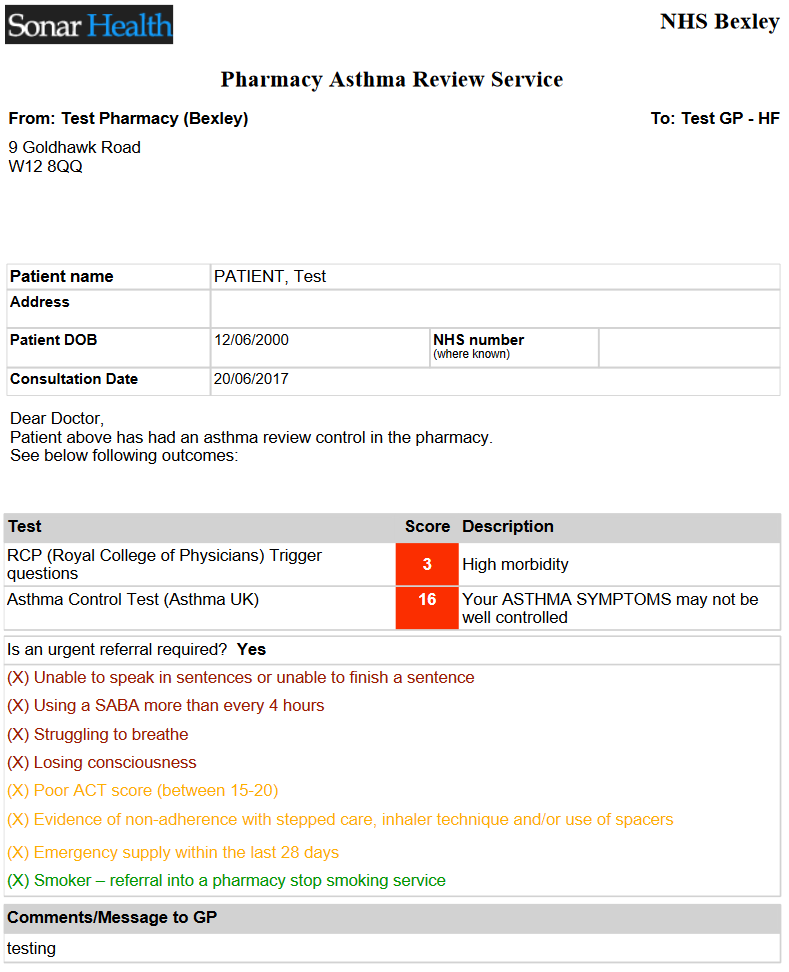 Sonar Health
NHS Bexley
Pharmacy Asthma Review Service
From: Test Pharmacy (Bexley)
To: Test GP - HF
9 Goldhawk Road
W12 8QQ
Patient name PATIENT, Test
Address
Patient DOB 12/06/2000 NHS number
(where known)
Consultation Date 20/06/2017
Dear Doctor,
Patient above has had an asthma review control in the pharmacy.
See below following outcomes:
Test Score Description
RCP (Royal College of Physicians) Trigger
questions
3
High morbidity
Asthma Control Test (Asthma UK)
16
Your ASTHMA SYMPTOMS may not be
well controlled
Is an urgent referral required? Yes
(X) Unable to speak in sentences or unable to finish a sentence
(X) Using a SABA more than every 4 hours
(X) Struggling to breathe
(X) Losing consciousness
(X) Poor ACT score (between 15-20)
(X) Evidence of non-adherence with stepped care, inhaler technique and/or use of spacers
(X) Emergency supply within the last 28 days
(X) Smoker – referral into a pharmacy stop smoking service
Comments/Message to GP
testing